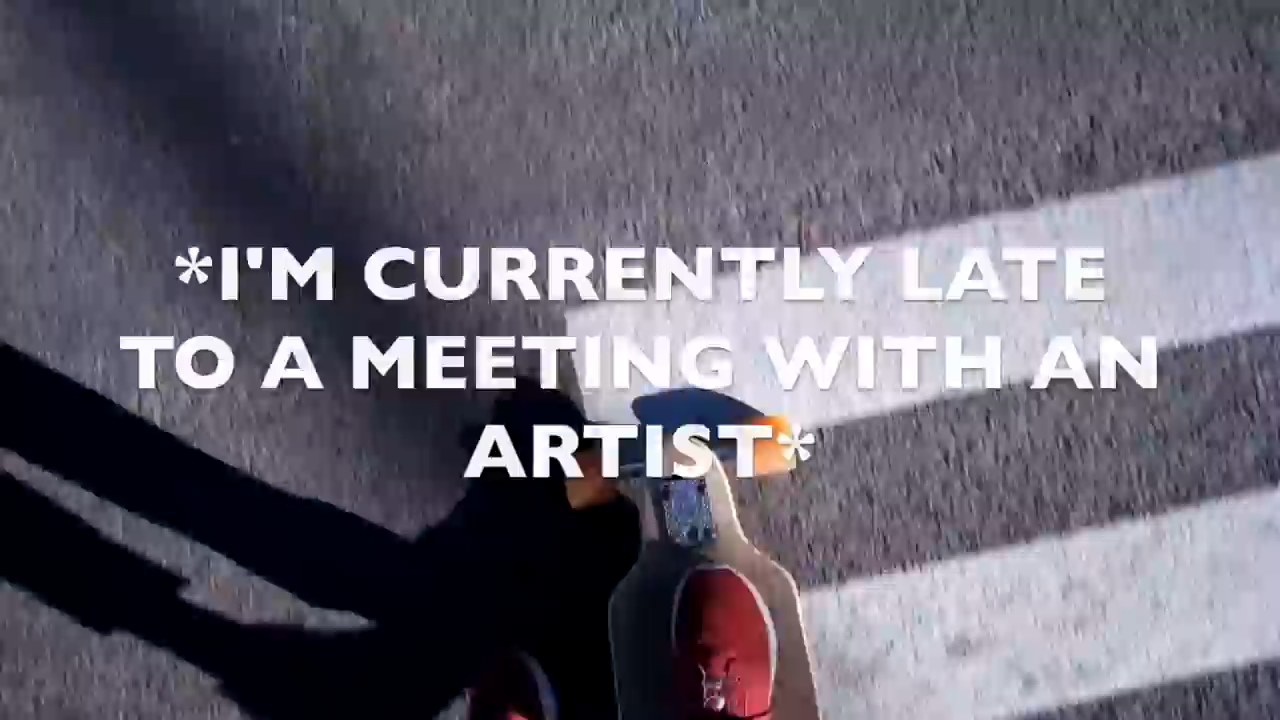 *I'M CURRENTLY LATE
TO A MEETING WITH AN
ARTIST*